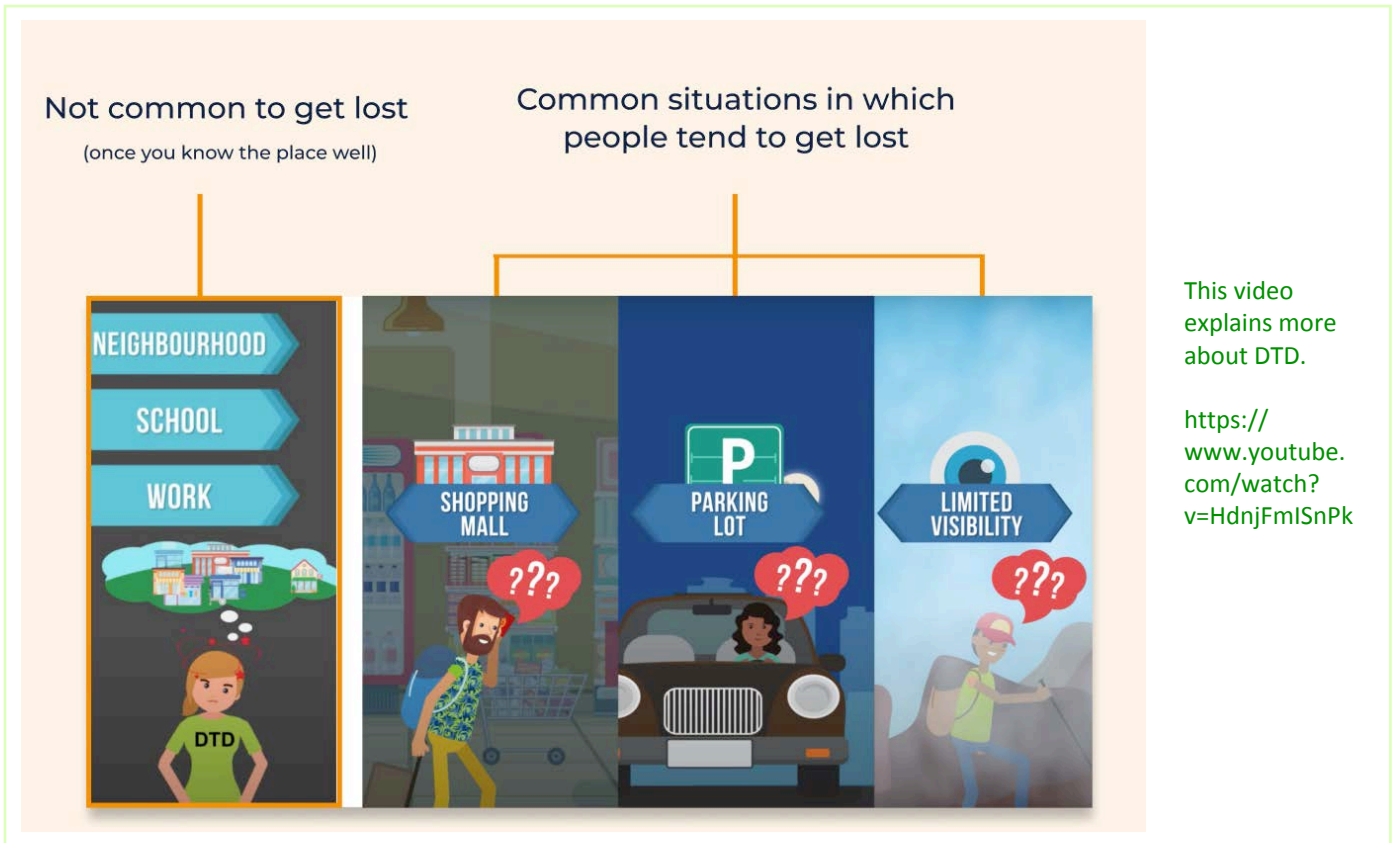 Not common to get lost
(once you know the place well)
Common situations in which
people tend to get lost
NEIGHBOURHOOD
SCHOOL
WORK
DTD
SHOPPING
MALL
???
P
PARKING
LOT
???
LIMITED
VISIBILITY
???
This video
explains more
about DTD.
https://
www.youtube.
com/watch?
v=HdnjFmISnPk